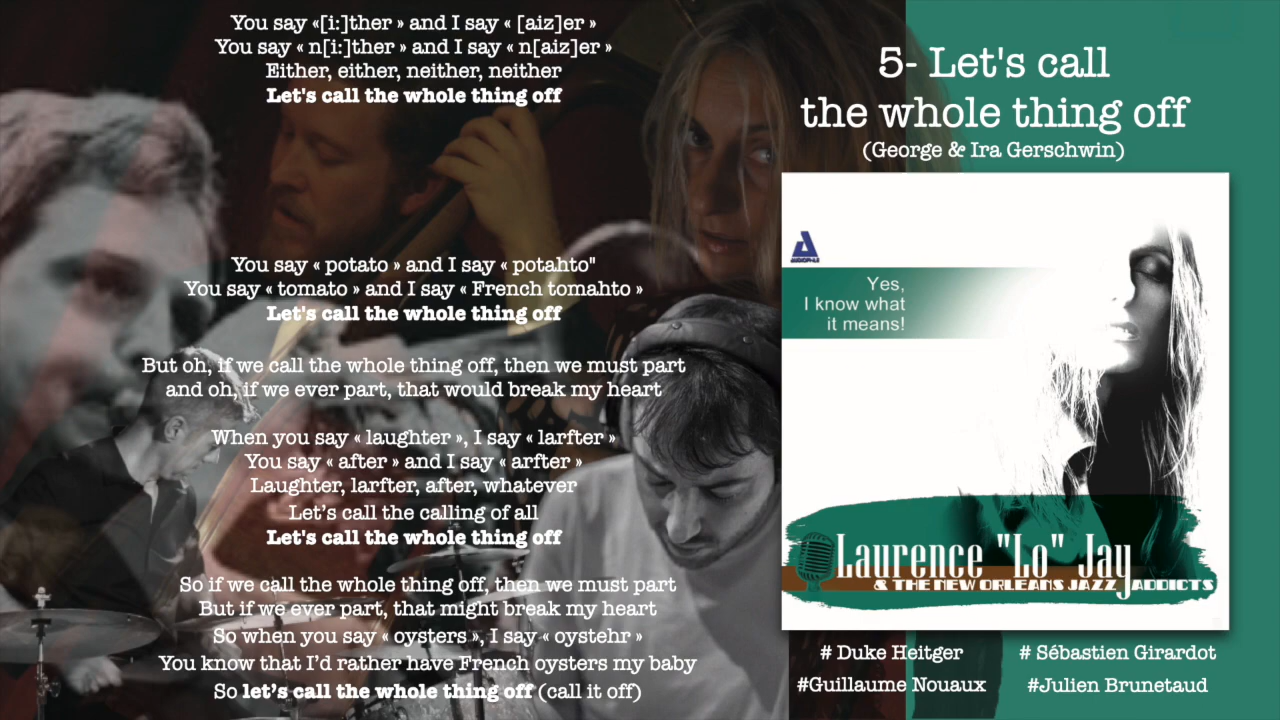 You say «[i:]ther » and I say « [aiz]er »
You say « n[i:]ther » and I say « n[aiz]er »
Either, either, neither, neither
Let's call the whole thing off
You say « potato » and I say « potahto"
You say « tomato » and I say « French tomahto »
Let's call the whole thing off
But oh, if we call the whole thing off, then we must part
and oh, if we ever part, that would break my heart
When you say « laughter », I say « larfter »
You say « after » and I say « arfter »
Laughter, larfter, after, whatever
Let’s call the calling of all
Let's call the whole thing off
So if we call the whole thing off, then we must part
But if we ever part, that might break my heart
So when you say « oysters », I say « oystehr »
You know that I’d rather have French oysters my baby
So let’s call the whole thing off (call it off)
5- Let's call
the whole thing off
(George & Ira Gerschwin)
AUDIOPHILE
Yes,
I know what
it means!
Laurence "Lo" Jay
& THE NEW ORLEANS JAZZ ADDICTS
# Duke Heitger
# Sébastien Girardot
#Guillaume Nouaux
#Julien Brunetaud